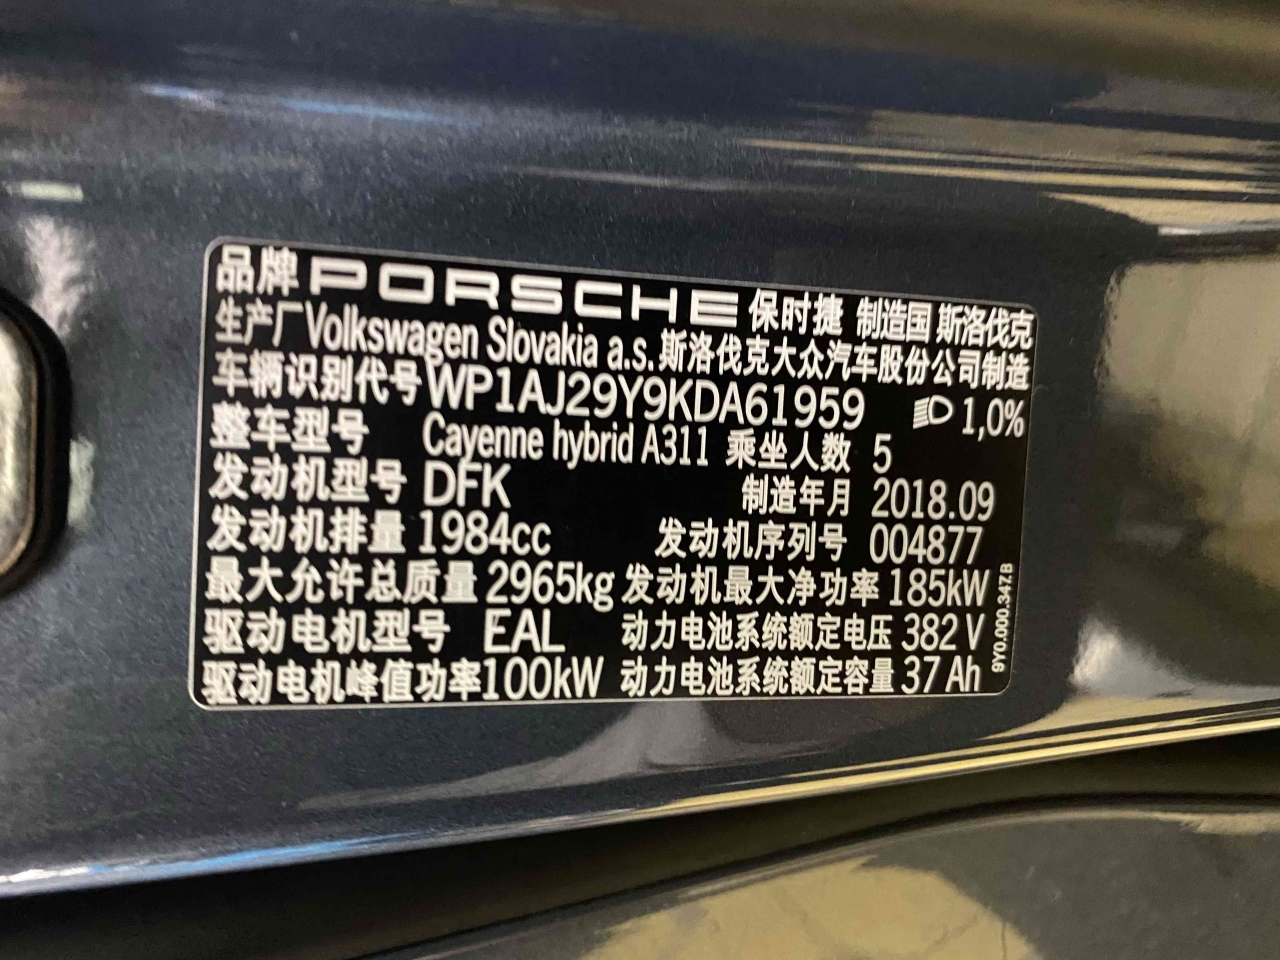 品牌 PORSCHE 保时捷 制造国 斯洛伐克
生产厂 Volkswagen Slovakia a.s. 斯洛伐克大众汽车股份公司制造
车辆识别代号 WP1AJ29Y9KDA61959 1,0%
整车型号 Cayenne hybrid A311 乘坐人数 5
发动机型号 DFK 制造年月 2018.09
发动机排量 1984cc 发动机序列号 004877
最大允许总质量 2965kg 发动机最大净功率 185kW
驱动电机型号 EAL 动力电池系统额定电压 382 V
驱动电机峰值功率 100kW 动力电池系统额定容量 37 Ah
9Y0.000.347.B